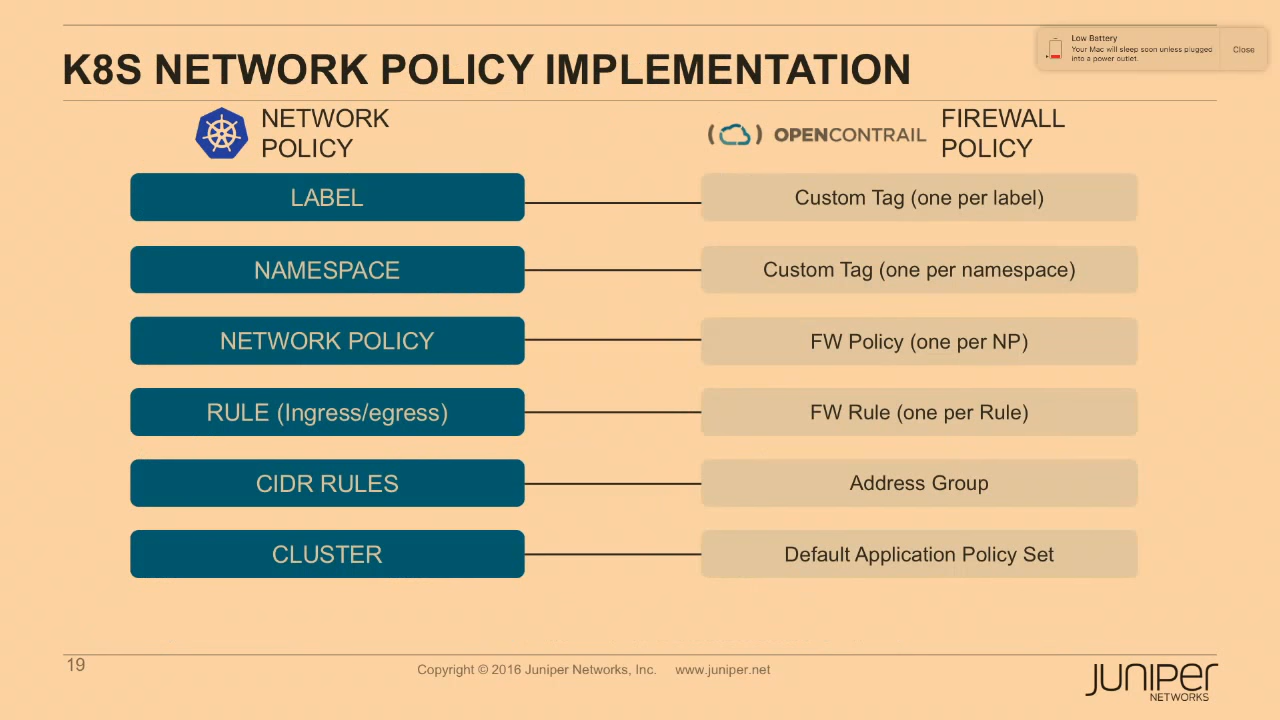 K8S NETWORK POLICY IMPLEMENTATION
Low Battery
Your Mac will sleep soon unless plugged
into a power outlet.
Close
NETWORK
POLICY
OPENCONTRAIL
FIREWALL
POLICY
LABEL
Custom Tag (one per label)
NAMESPACE
Custom Tag (one per namespace)
NETWORK POLICY
FW Policy (one per NP)
RULE (Ingress/egress)
FW Rule (one per Rule)
CIDR RULES
Address Group
CLUSTER
Default Application Policy Set
19
Copyright © 2016 Juniper Networks, Inc. www.juniper.net
JUNIPER
NETWORKS